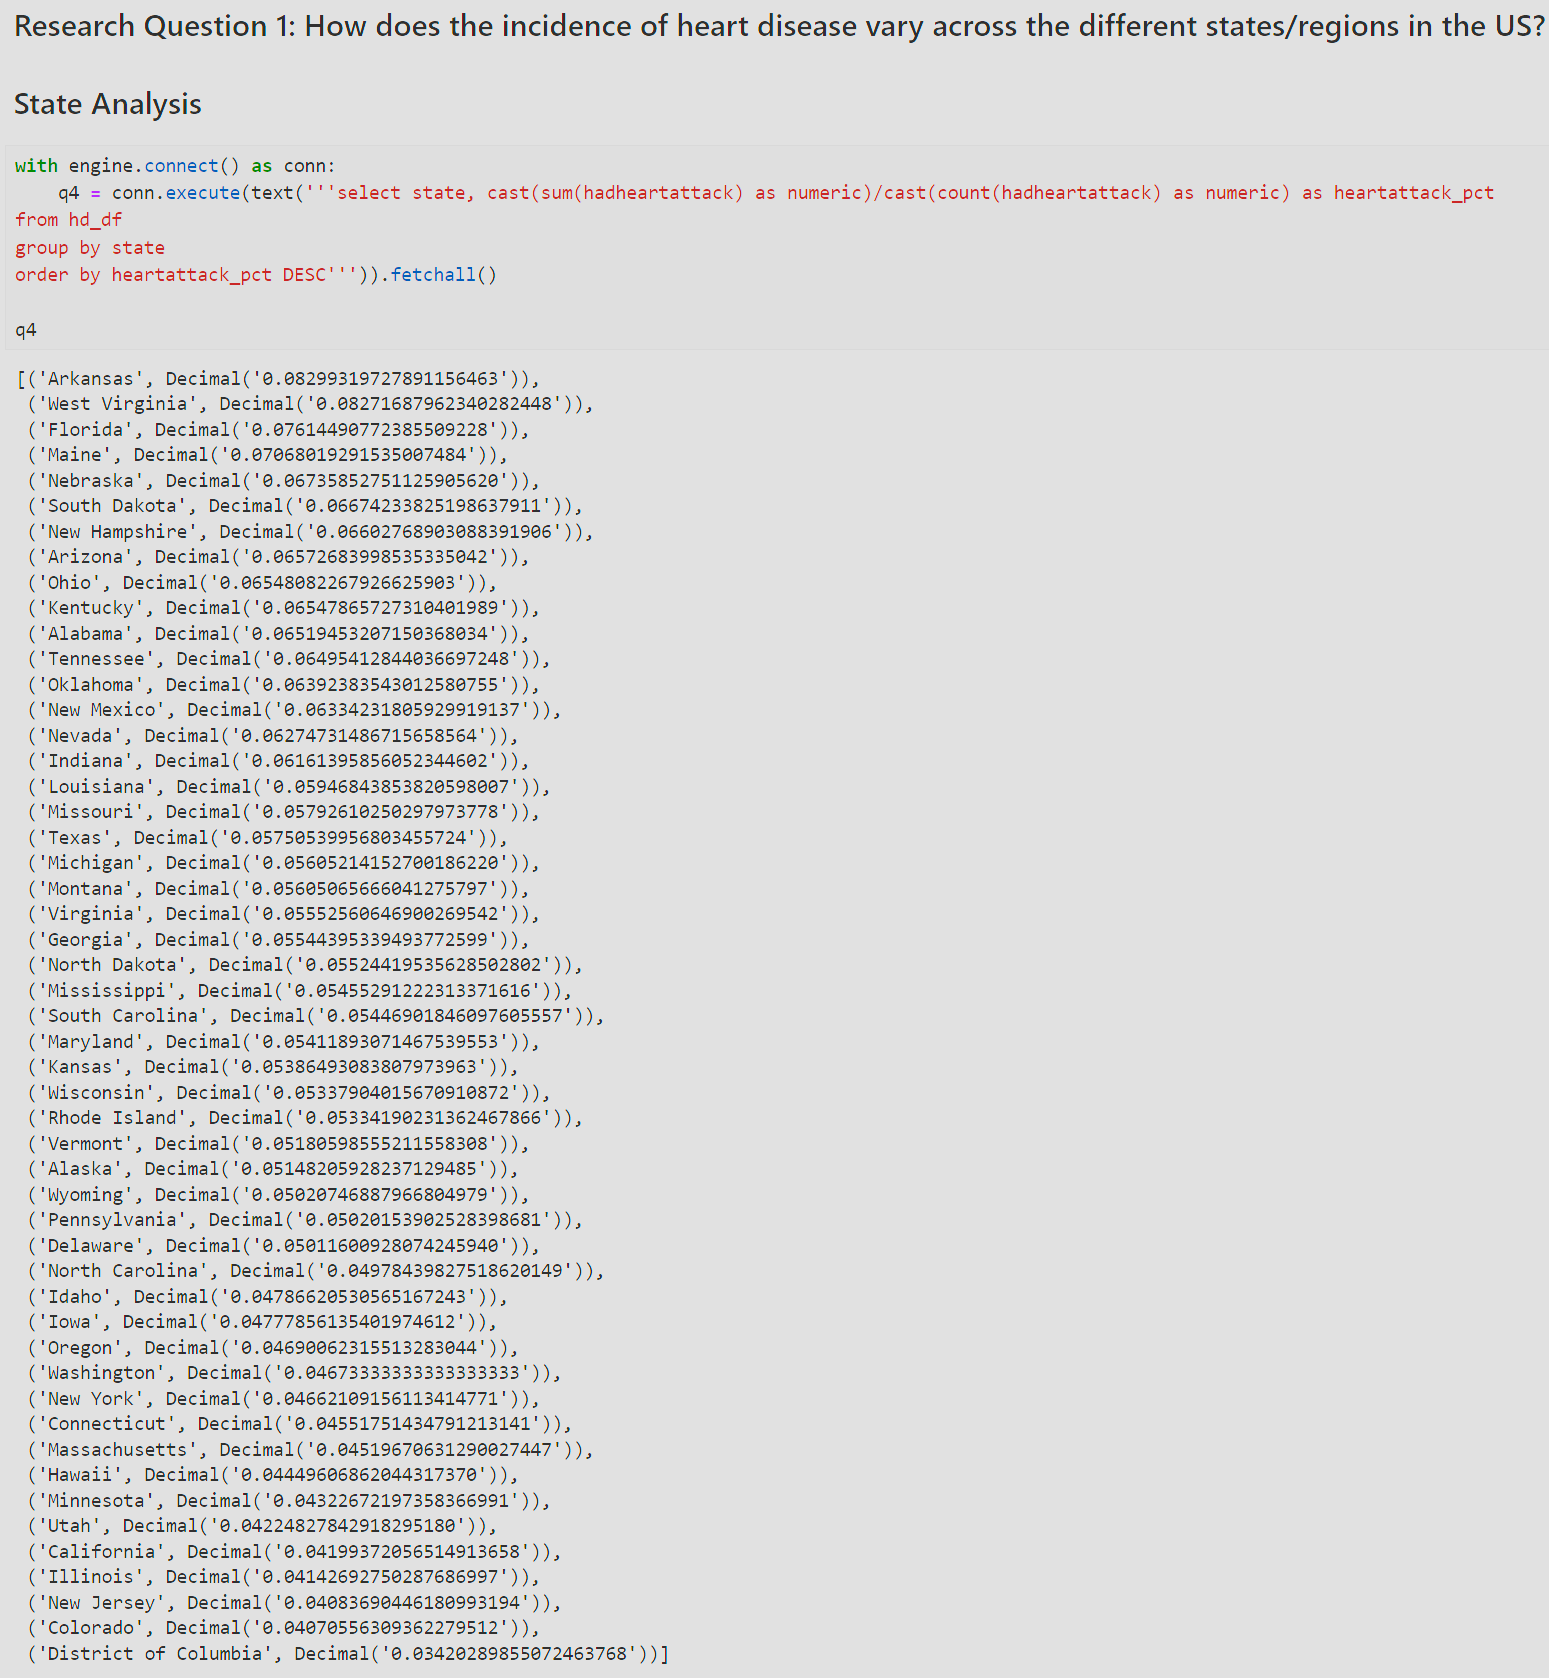 Research Question 1: How does the incidence of heart disease vary across the different states/regions in the US?
State Analysis
with engine.connect() as conn:
    q4 = conn.execute(text('''select state, cast(sum(hadheartattack) as numeric)/cast(count(hadheartattack) as numeric) as heartattack_pct
from hd_df
group by state
order by heartattack_pct DESC''')).fetchall()
q4
[('Arkansas', Decimal('0.08299319727891156463')),
('West Virginia', Decimal('0.08271687962340282448')),
('Florida', Decimal('0.07614490772385509228')),
('Maine', Decimal('0.07068019291535007484')),
('Nebraska', Decimal('0.06735852751125905620')),
('South Dakota', Decimal('0.06674233825198637911')),
('New Hampshire', Decimal('0.06602768903088391906')),
('Arizona', Decimal('0.06572683998535335042')),
('Ohio', Decimal('0.06548082267926625903')),
('Kentucky', Decimal('0.06547865727310401989')),
('Alabama', Decimal('0.06519453207150368034')),
('Tennessee', Decimal('0.06495412844036697248')),
('Oklahoma', Decimal('0.06392383543012580755')),
('New Mexico', Decimal('0.06334231805929919137')),
('Nevada', Decimal('0.06274731486715658564')),
('Indiana', Decimal('0.06161395856052344602')),
('Louisiana', Decimal('0.05946843853820598007')),
('Missouri', Decimal('0.05792610250297973778')),
('Texas', Decimal('0.05750539956803455724')),
('Michigan', Decimal('0.05605214152700186220')),
('Montana', Decimal('0.05605065666041275797')),
('Virginia', Decimal('0.05552560646900269542')),
('Georgia', Decimal('0.05544395339493772599')),
('North Dakota', Decimal('0.05524419535628502802')),
('Mississippi', Decimal('0.05455291222313371616')),
('South Carolina', Decimal('0.05446901846097605557')),
('Maryland', Decimal('0.05411893071467539553')),
('Kansas', Decimal('0.05386493083807973963')),
('Wisconsin', Decimal('0.05337904015670910872')),
('Rhode Island', Decimal('0.05334190231362467866')),
('Vermont', Decimal('0.05180598555211558308')),
('Alaska', Decimal('0.05148205928237129485')),
('Wyoming', Decimal('0.05020746887966804979')),
('Pennsylvania', Decimal('0.05020153902528398681')),
('Delaware', Decimal('0.05011600928074245940')),
('North Carolina', Decimal('0.04978439827518620149')),
('Idaho', Decimal('0.04786620530565167243')),
('Iowa', Decimal('0.04777856135401974612')),
('Oregon', Decimal('0.04690062315513283044')),
('Washington', Decimal('0.04673333333333333333')),
('New York', Decimal('0.04662109156113414771')),
('Connecticut', Decimal('0.04551751434791213141')),
('Massachusetts', Decimal('0.04519670631290027447')),
('Hawaii', Decimal('0.04449606862044317370')),
('Minnesota', Decimal('0.04322672197358366991')),
('Utah', Decimal('0.04224827842918295180')),
('California', Decimal('0.04199372056514913658')),
('Illinois', Decimal('0.04142692750287686997')),
('New Jersey', Decimal('0.04083690446180993194')),
('Colorado', Decimal('0.04070556309362279512')),
('District of Columbia', Decimal('0.03420289855072463768'))]